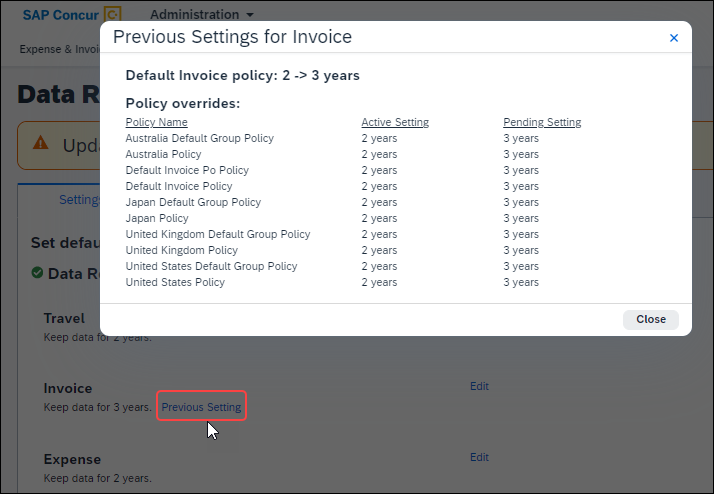 SAP Concur
Administration
Expense & Invoi
Previous Settings for Invoice
Default Invoice policy: 2 -> 3 years
Policy overrides:
Policy Name Active Setting Pending Setting
Australia Default Group Policy 2 years 3 years
Australia Policy 2 years 3 years
Default Invoice Po Policy 2 years 3 years
Default Invoice Policy 2 years 3 years
Japan Default Group Policy 2 years 3 years
Japan Policy 2 years 3 years
United Kingdom Default Group Policy 2 years 3 years
United Kingdom Policy 2 years 3 years
United States Default Group Policy 2 years 3 years
United States Policy 2 years 3 years
Close
Data R
Upda
Settings
Set defau
Data Re
Travel
Keep data for 2 years.
Invoice Edit
Keep data for 3 years. Previous Setting
Expense Edit
Keep data for 2 years.